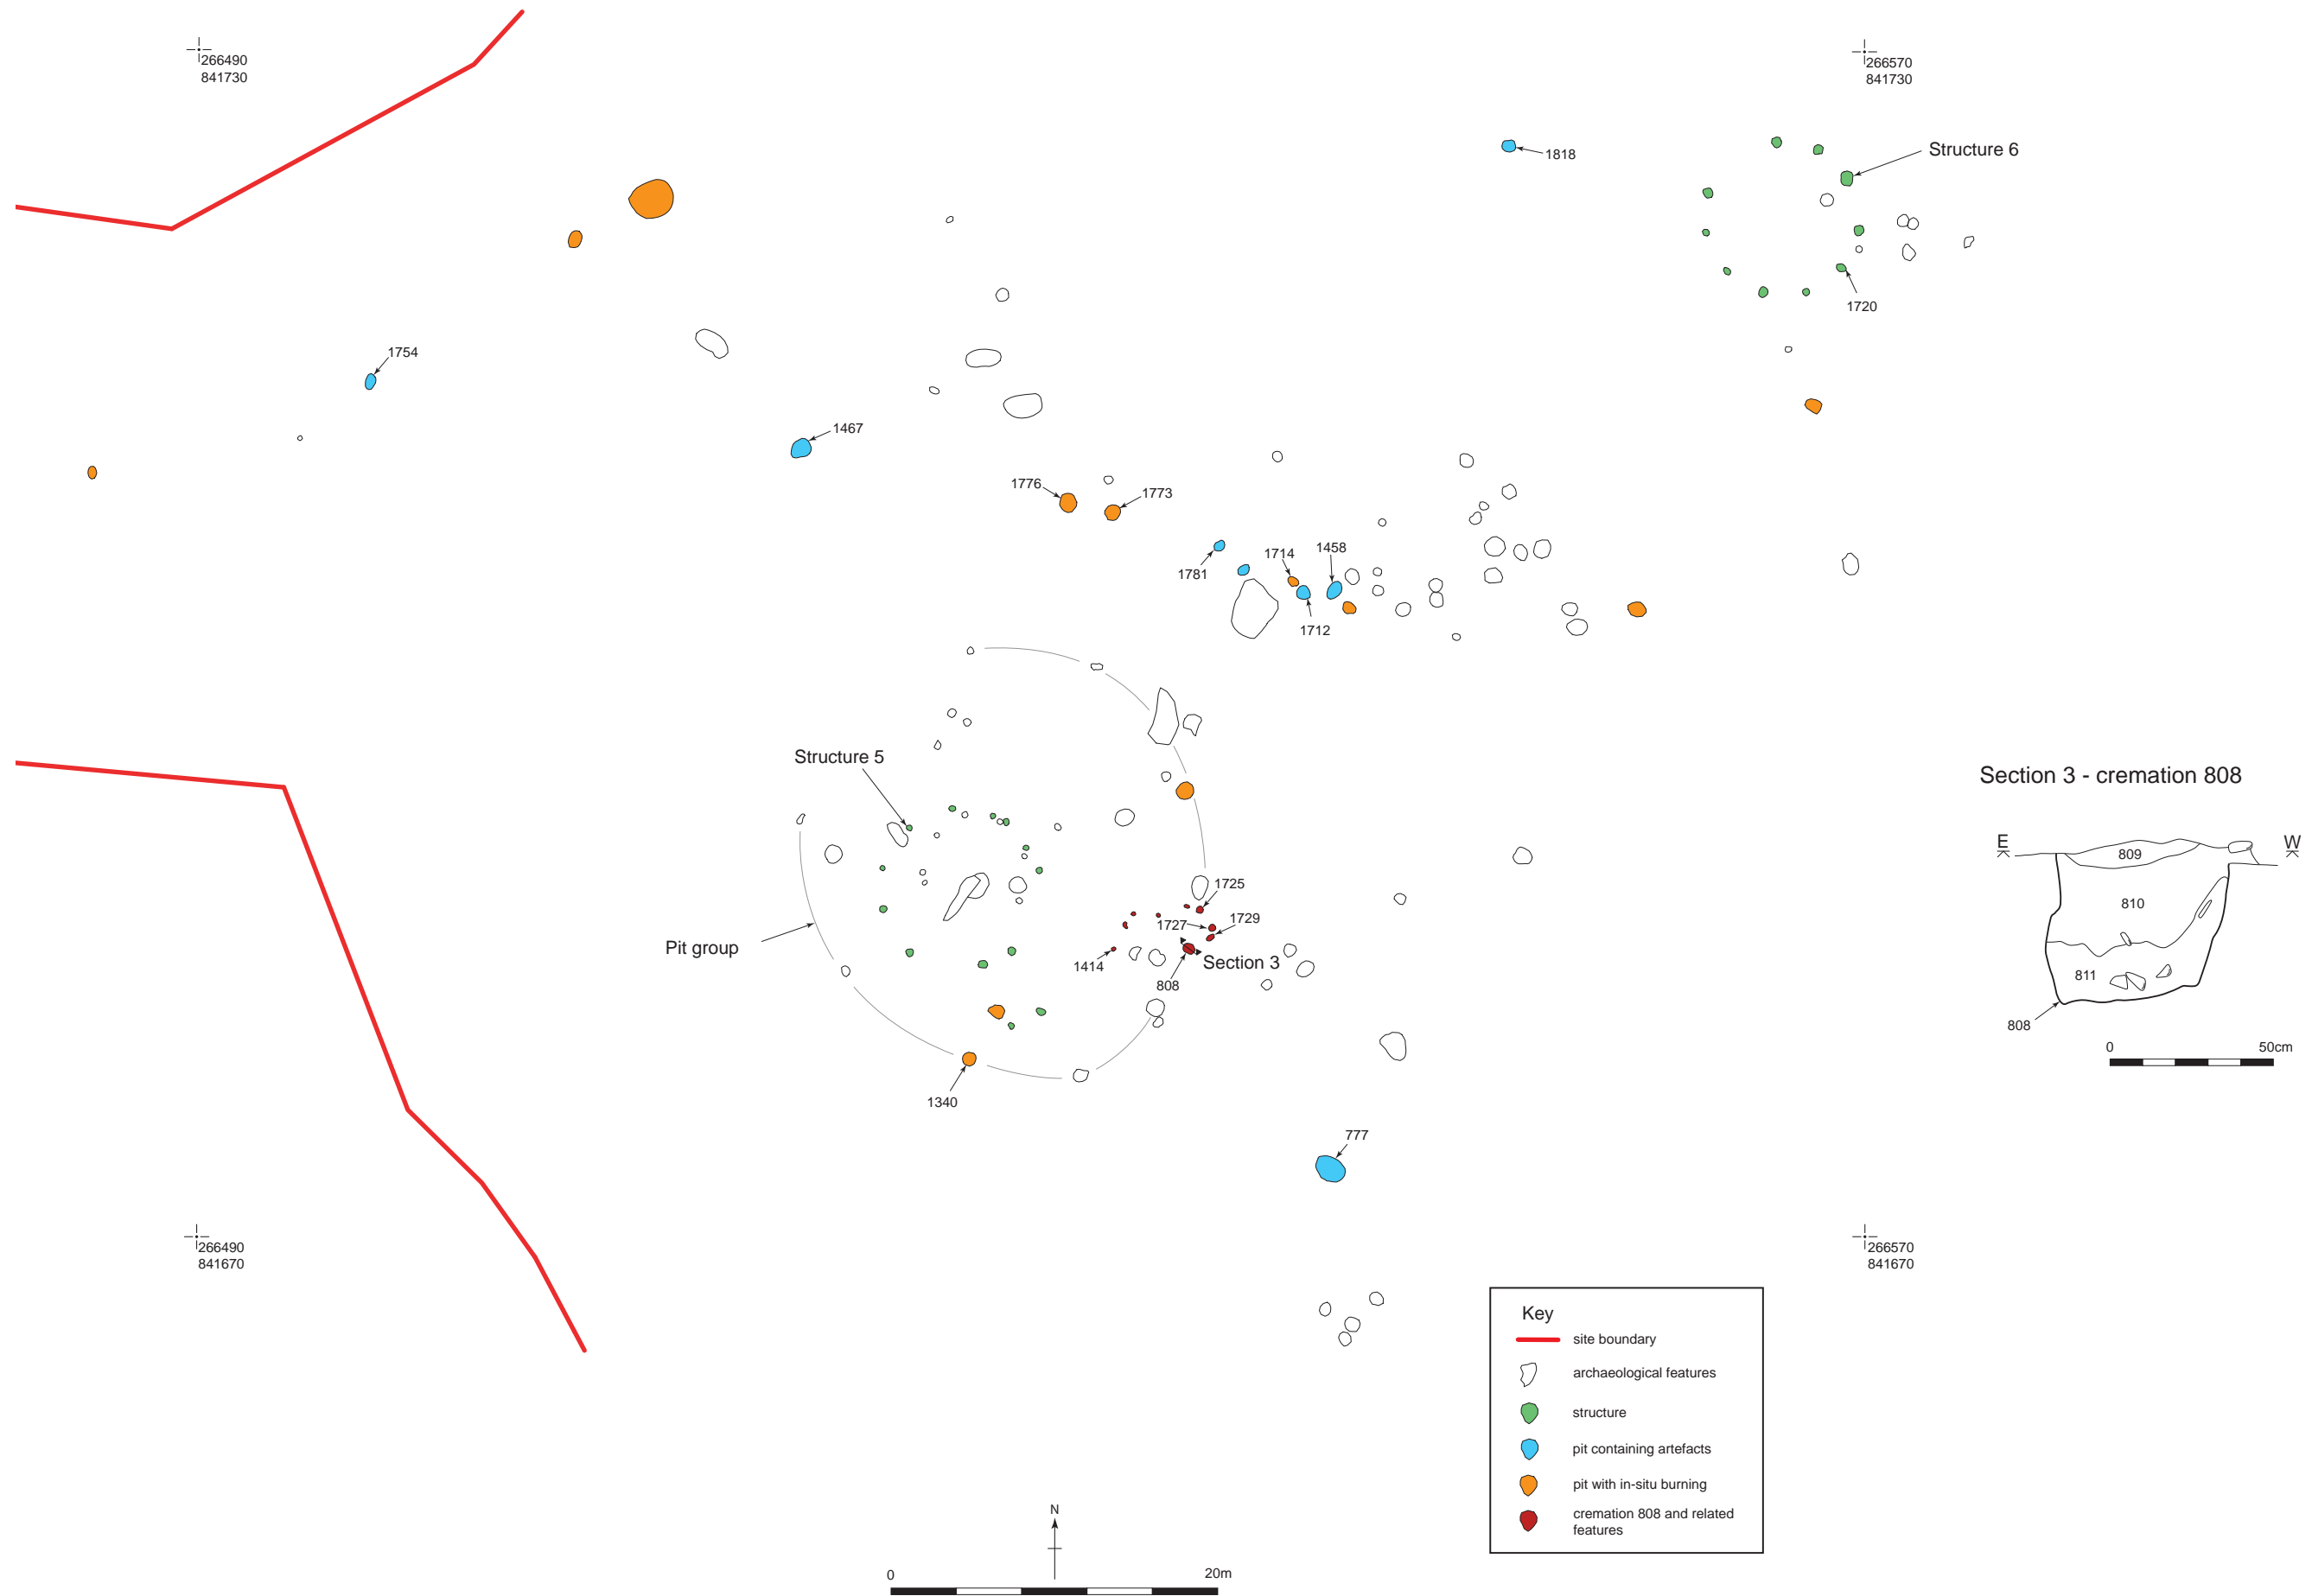 266490
841730
266570
841730
1818
Structure 6
1720
1754
1467
1776
1773
1781
1714
1458
1712
Structure 5
Section 3 - cremation 808
E
W
809
810
811
808
0
50cm
Pit group
1725
1727
1729
1414
Section 3
808
1340
777
266490
841670
266570
841670
Key
site boundary
archaeological features
structure
pit containing artefacts
pit with in-situ burning
cremation 808 and related
features
N
0
20m